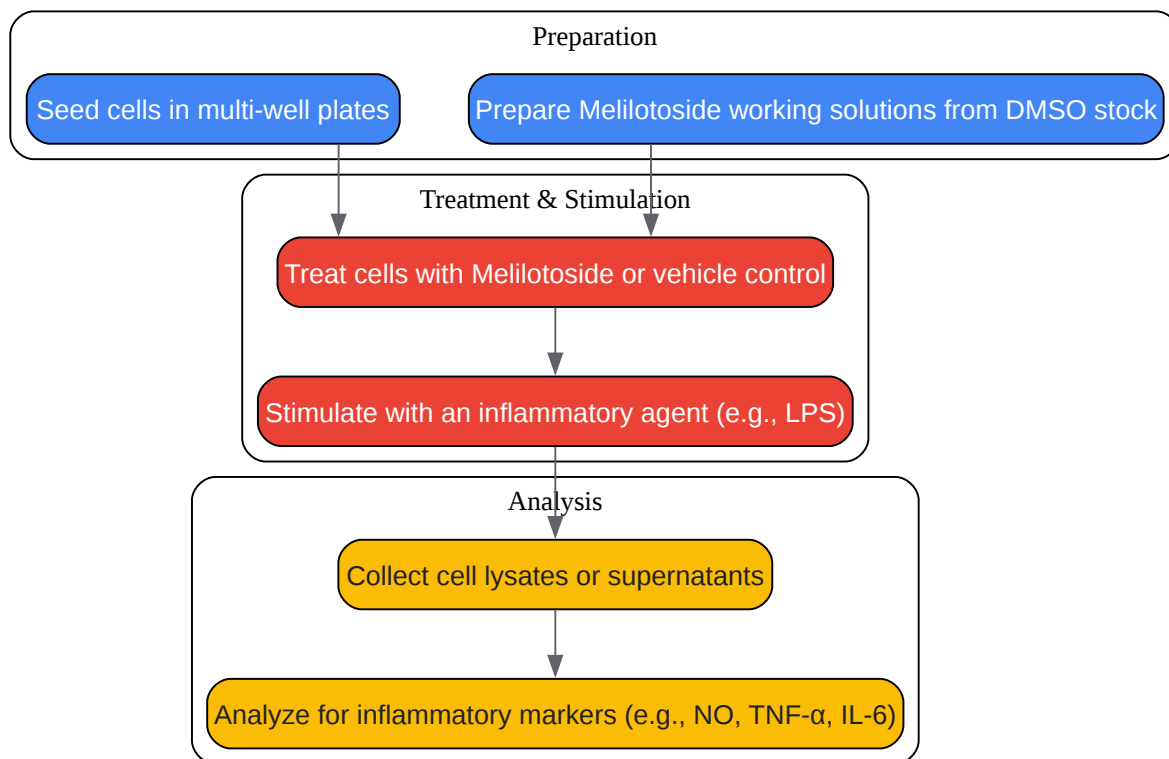 Preparation
Seed cells in multi-well plates
Prepare Melilotoside working solutions from DMSO stock
Treatment & Stimulation
Treat cells with Melilotoside or vehicle control
Stimulate with an inflammatory agent (e.g., LPS)
Analysis
Collect cell lysates or supernatants
Analyze for inflammatory markers (e.g., NO, TNF-α, IL-6)